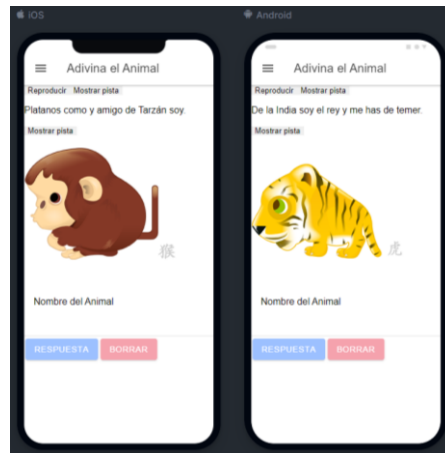 iOS
Adivina el Animal
Reproducir Mostrar pista
Platanos como y amigo de Tarzán soy.
Mostrar pista
猴
Nombre del Animal
RESPUESTA BORRAR
Android
Adivina el Animal
Reproducir Mostrar pista
De la India soy el rey y me has de temer.
Mostrar pista
虎
Nombre del Animal
RESPUESTA BORRAR